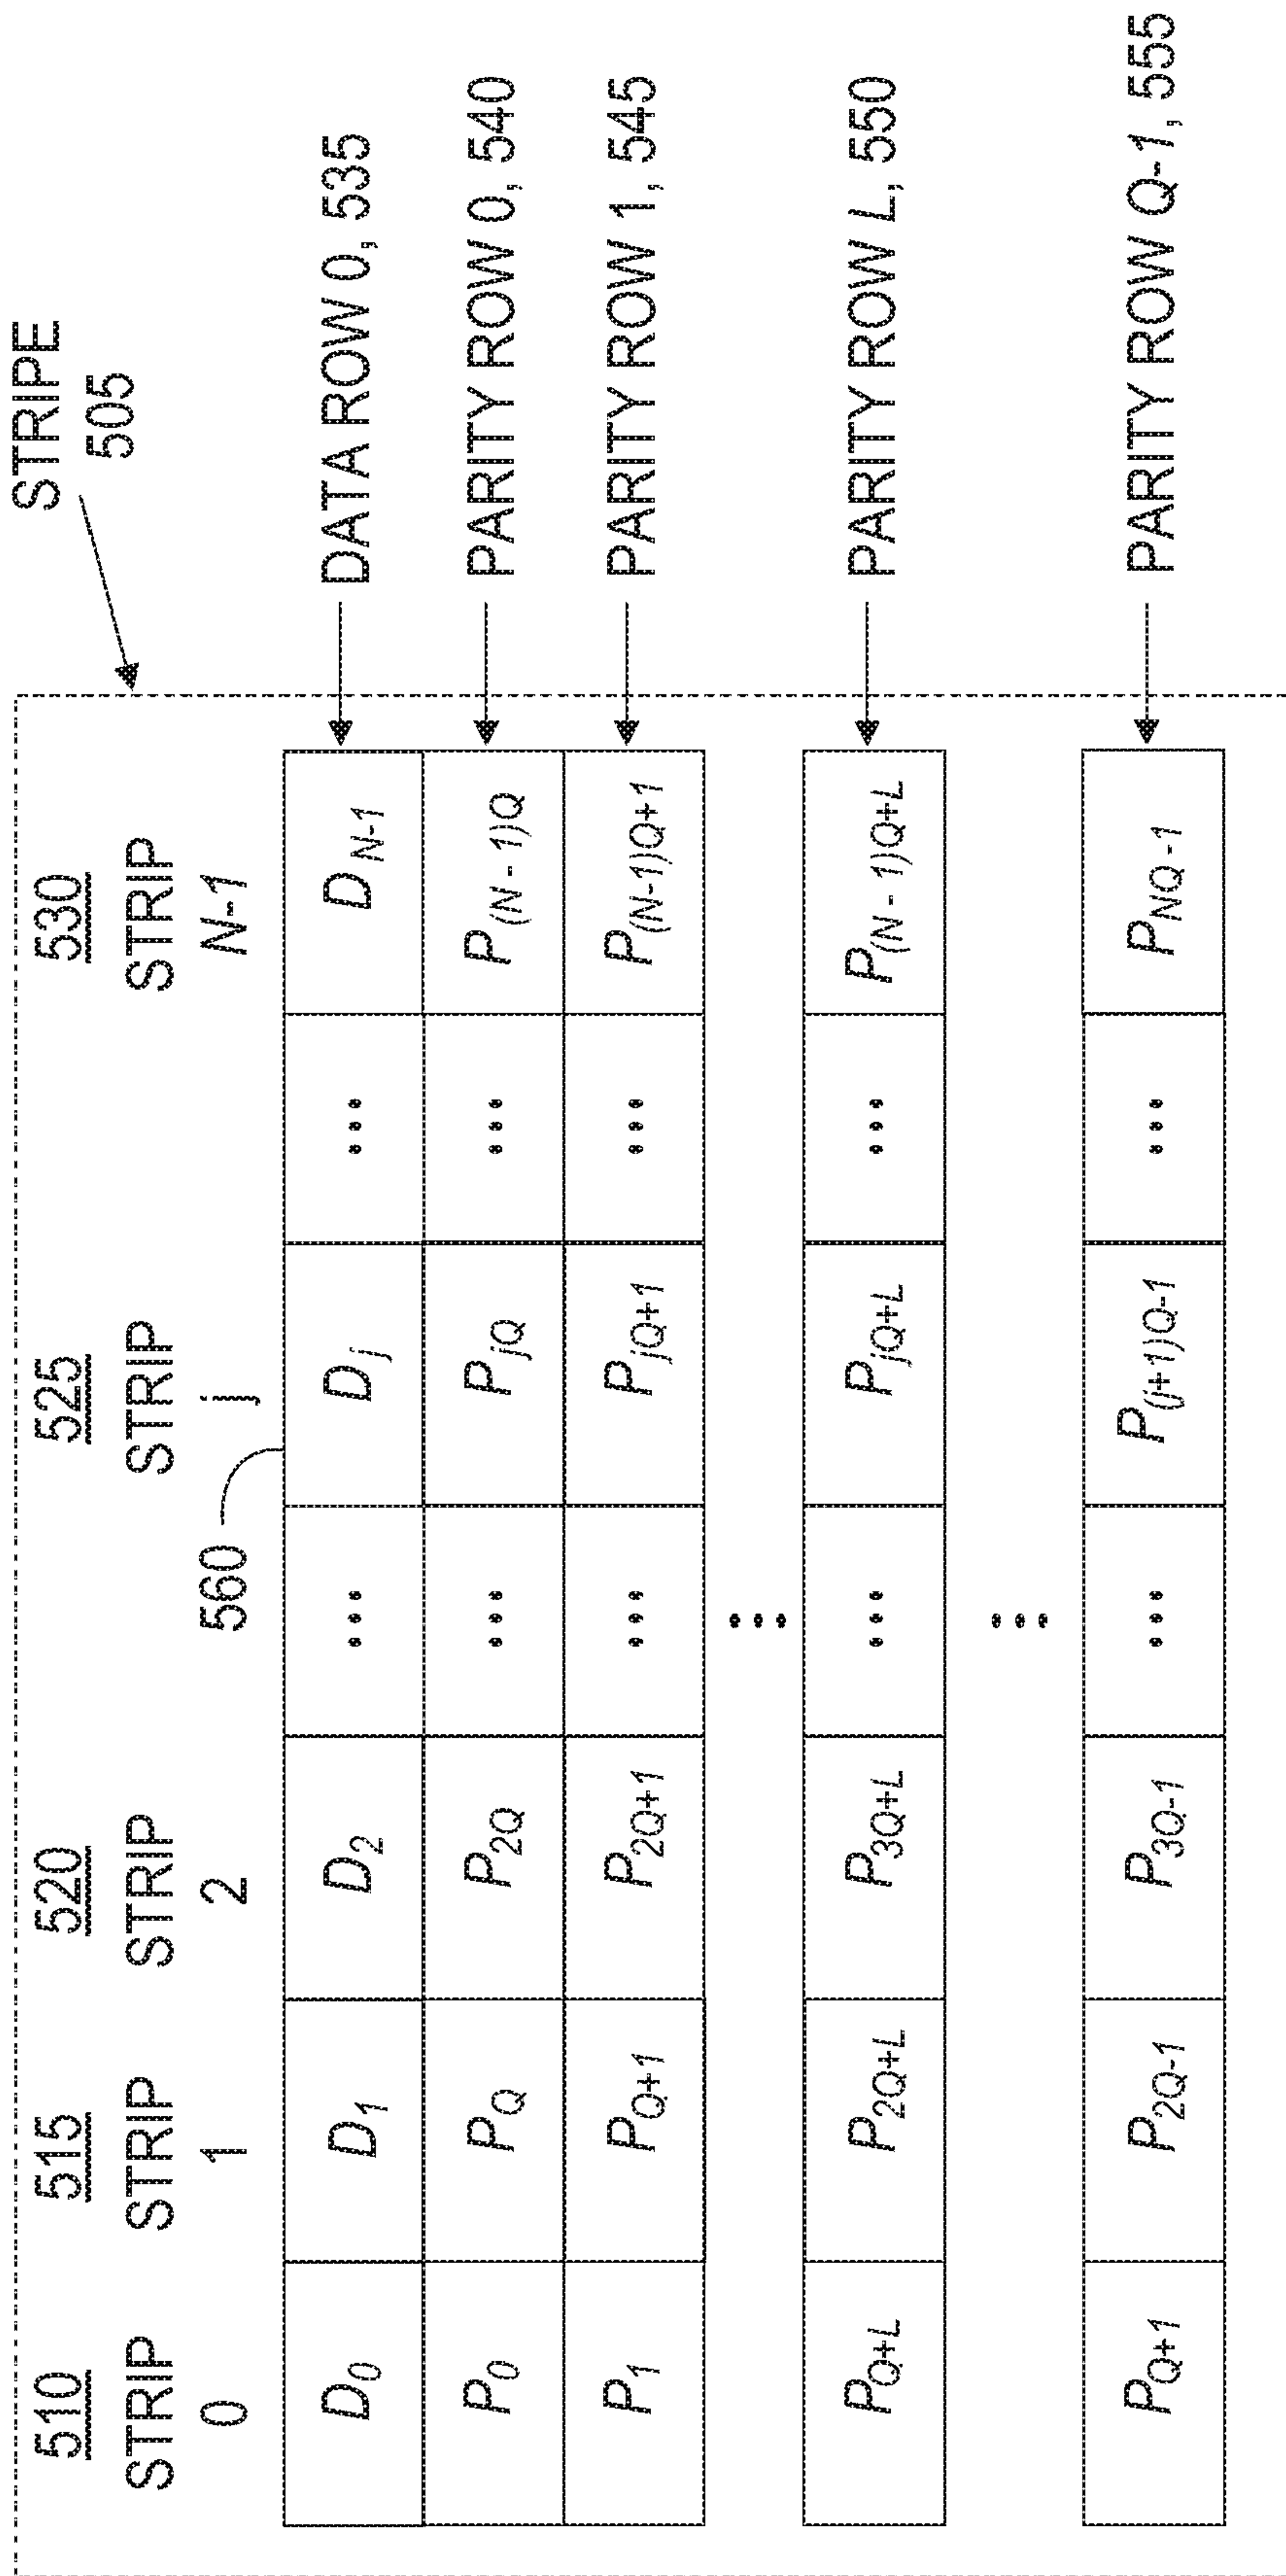 STRIPE
505
510 515 520 525 530
STRIP STRIP STRIP STRIP STRIP
0 1 2 j N-1
560
D0 D1 D2 ... Dj ... DN-1 DATA ROW 0, 535
P0 PQ P2Q ... PjQ ... P(N - 1)Q PARITY ROW 0, 540
P1 PQ+1 P2Q+1 ... PjQ+1 ... P(N-1)Q+1 PARITY ROW 1, 545
...
PQ+L P2Q+L P3Q+L ... PjQ+L ... P(N - 1)Q+L PARITY ROW L, 550
...
PQ+1 P2Q-1 P3Q-1 ... P(j+1)Q-1 ... PNQ -1 PARITY ROW Q-1, 555